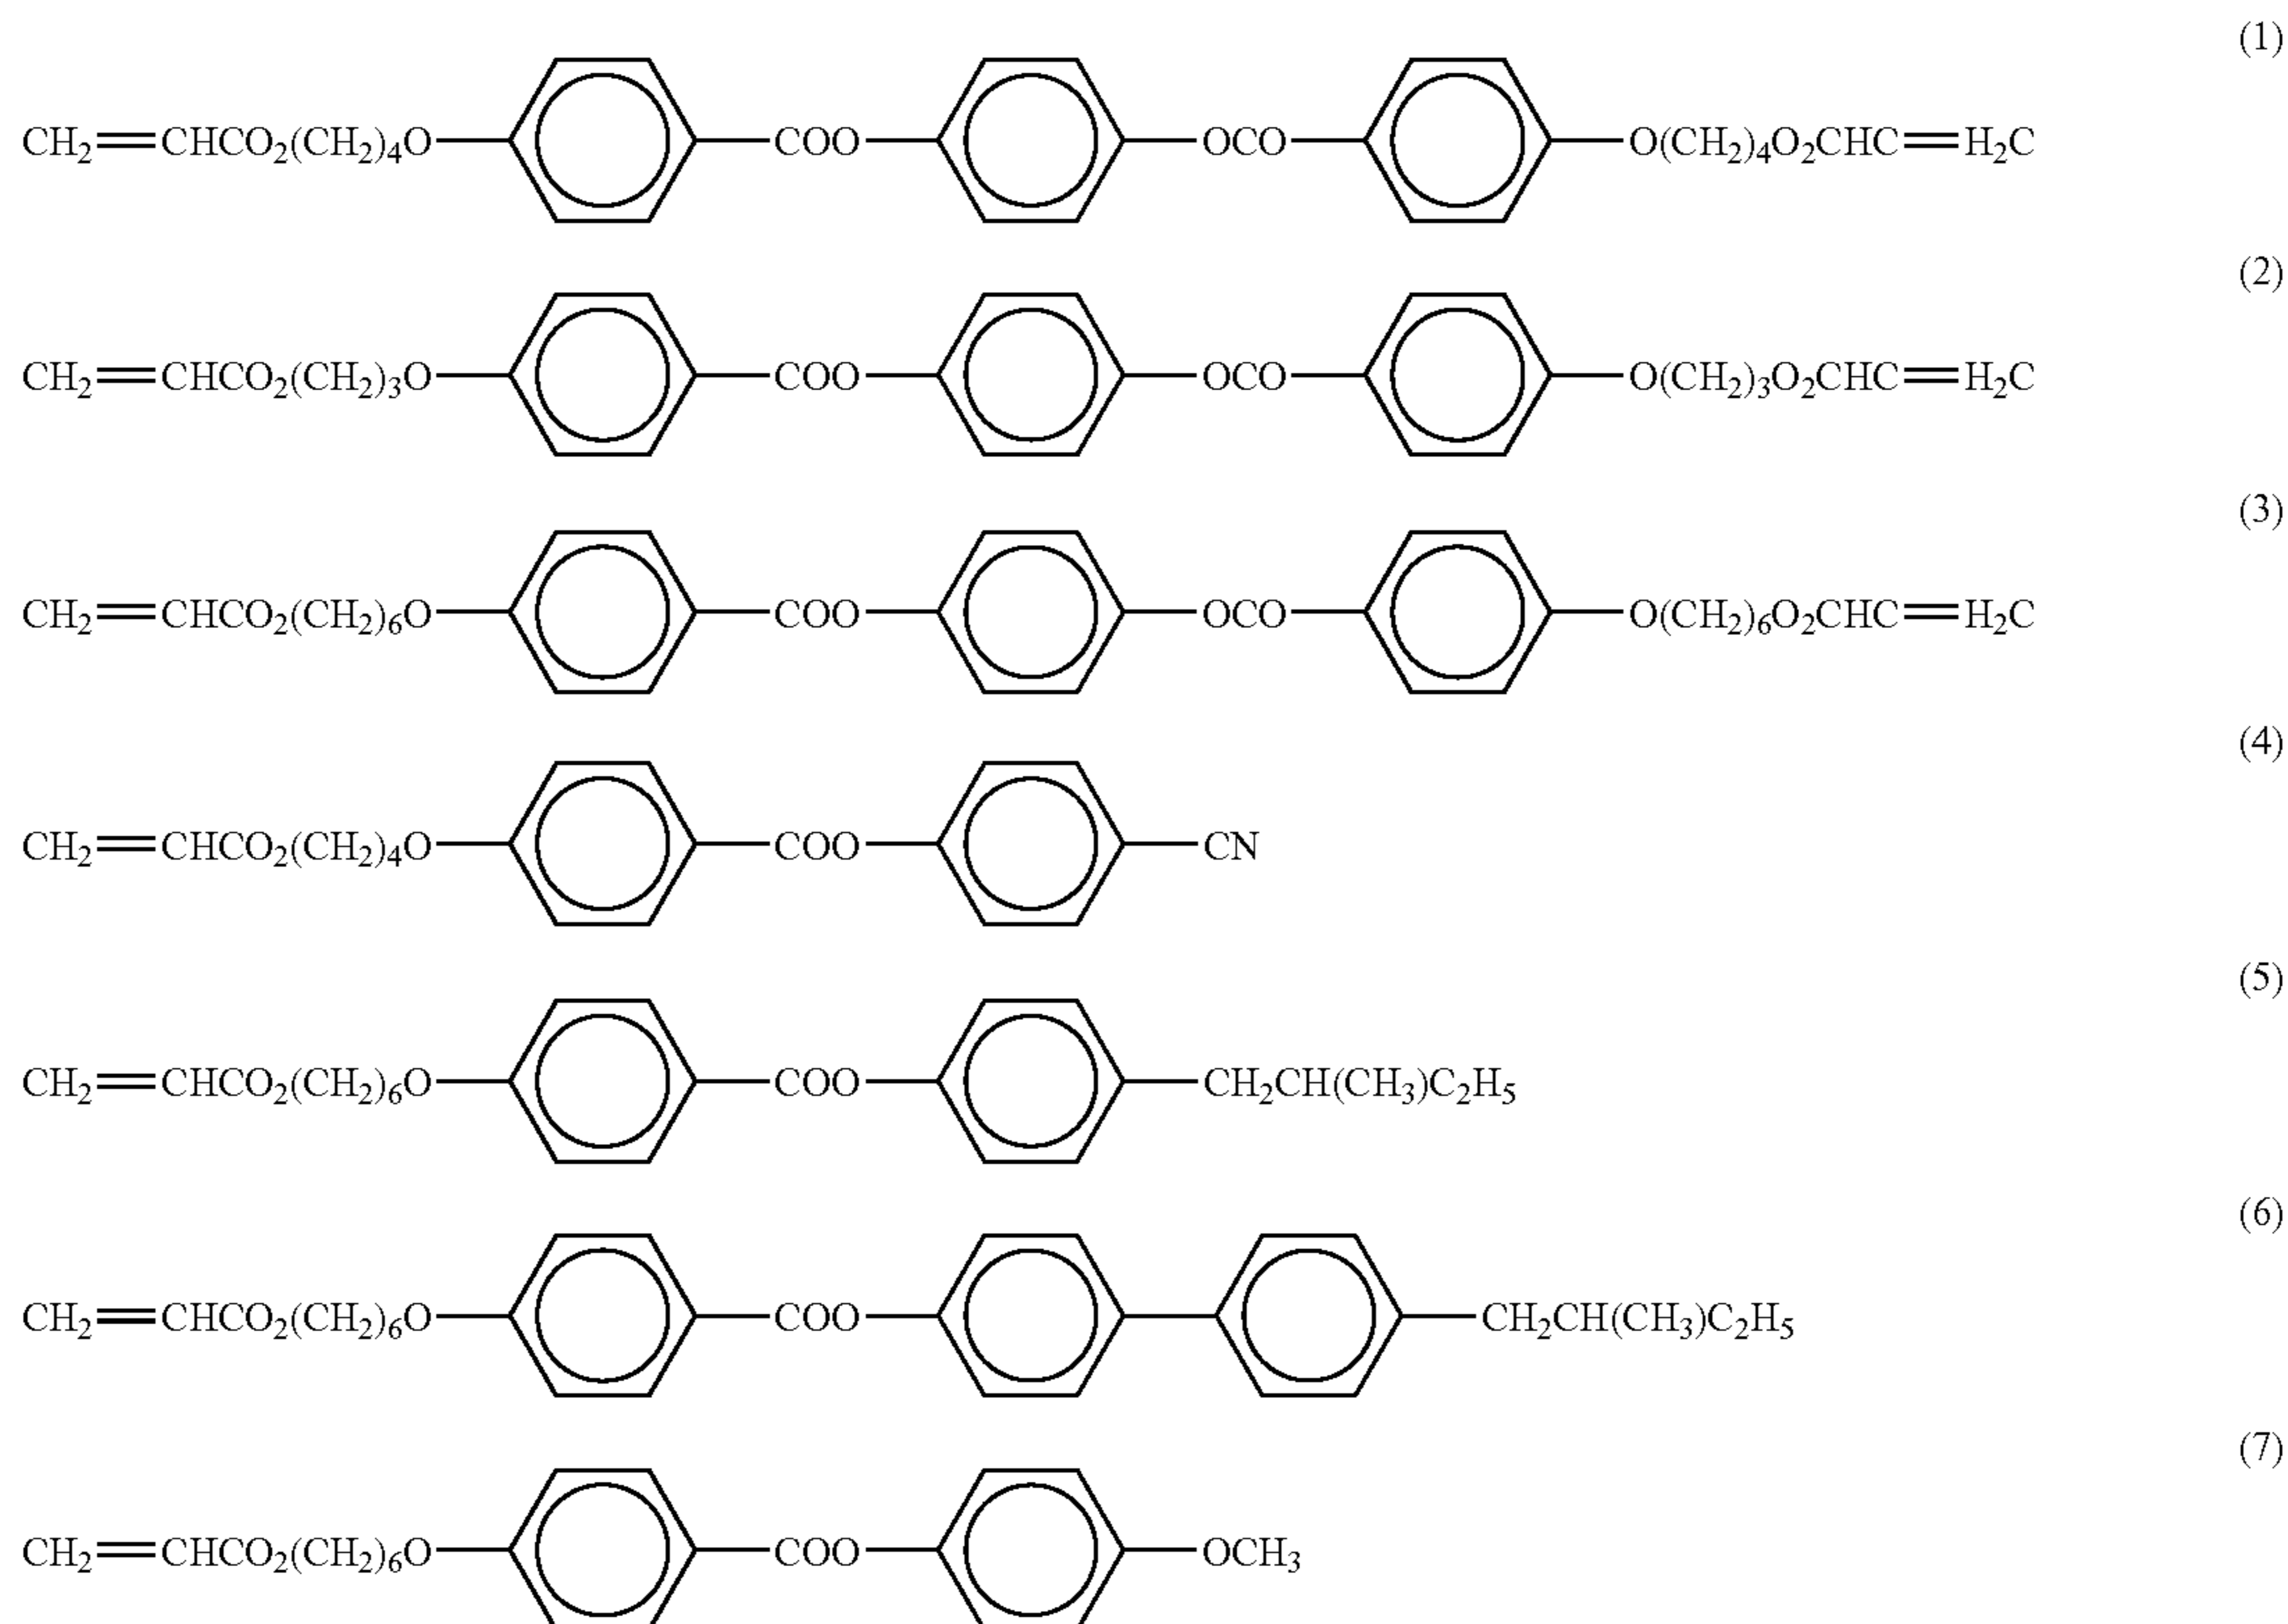 (1)
CH₂=CHCO₂(CH₂)₄O COO OCO O(CH₂)₄O₂CHC=H₂C
(2)
CH₂=CHCO₂(CH₂)₃O COO OCO O(CH₂)₃O₂CHC=H₂C
(3)
CH₂=CHCO₂(CH₂)₆O COO OCO O(CH₂)₆O₂CHC=H₂C
(4)
CH₂=CHCO₂(CH₂)₄O COO CN
(5)
CH₂=CHCO₂(CH₂)₆O COO CH₂CH(CH₃)C₂H₅
(6)
CH₂=CHCO₂(CH₂)₆O COO CH₂CH(CH₃)C₂H₅
(7)
CH₂=CHCO₂(CH₂)₆O COO OCH₃